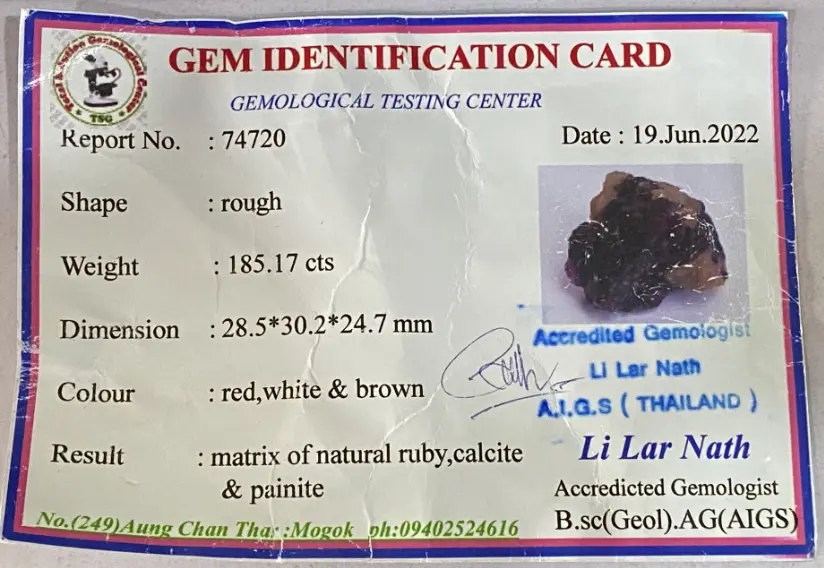 GEM IDENTIFICATION CARD
GEMOLOGICAL TESTING CENTER
TSG
Report No. : 74720
Date : 19.Jun.2022
Shape : rough
Weight : 185.17 cts
Dimension : 28.5*30.2*24.7 mm
Colour : red,white & brown
Result : matrix of natural ruby,calcite
& painite
Accredited Gemologist
Li Lar Nath
A.I.G.S ( THAILAND )
Li Lar Nath
Accredicted Gemologist
B.sc(Geol).AG(AIGS)
No.(249)Aung Chan Thar :Mogok ph:09402524616